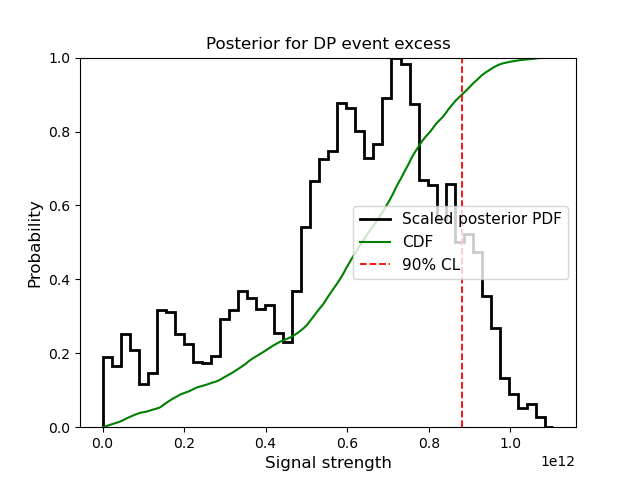 Posterior for DP event excess
Probability
1.0
0.8
0.6
0.4
0.2
0.0
Scaled posterior PDF
CDF
90% CL
0.0 0.2 0.4 0.6 0.8 1.0
1e12
Signal strength